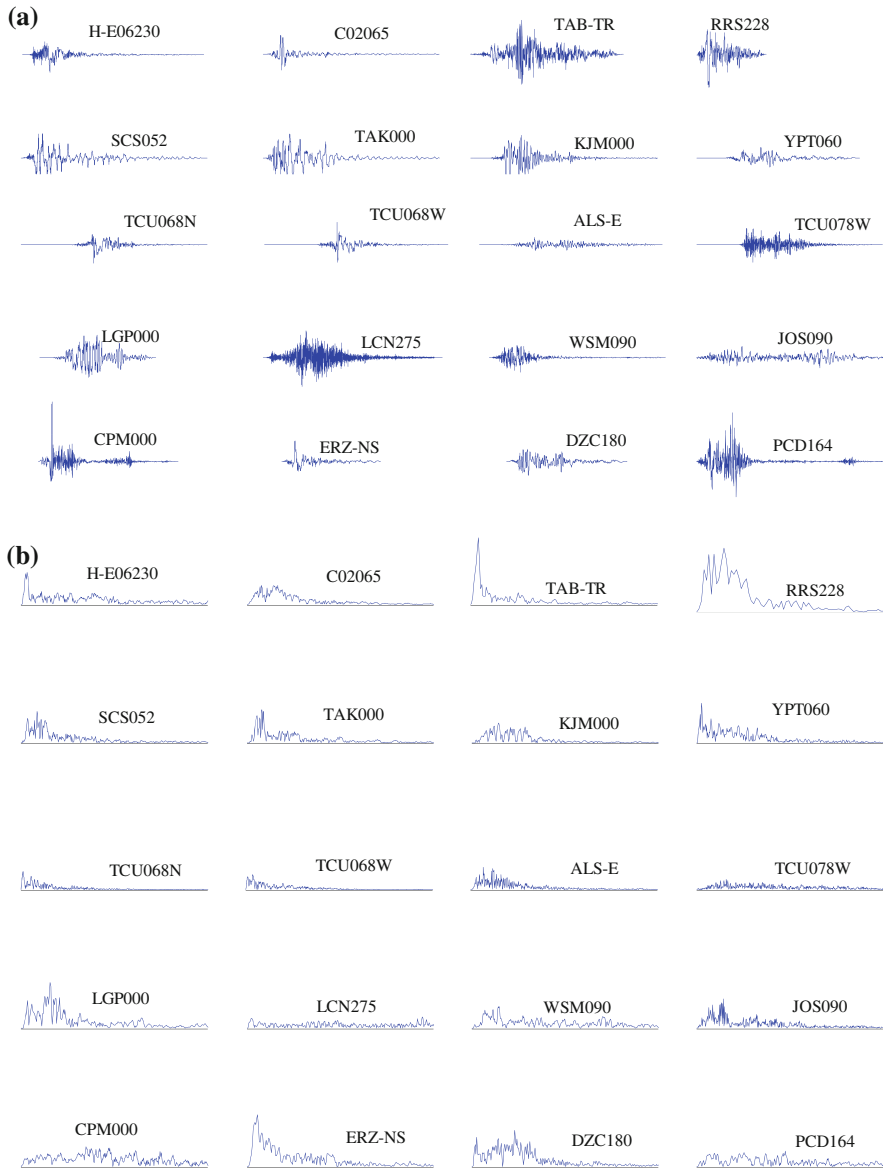 (a)
H-E06230
C02065
TAB-TR
RRS228
SCS052
TAK000
KJM000
YPT060
TCU068N
TCU068W
ALS-E
TCU078W
LGP000
LCN275
WSM090
JOS090
CPM000
ERZ-NS
DZC180
PCD164
(b)
H-E06230
C02065
TAB-TR
RRS228
SCS052
TAK000
KJM000
YPT060
TCU068N
TCU068W
ALS-E
TCU078W
LGP000
LCN275
WSM090
JOS090
CPM000
ERZ-NS
DZC180
PCD164